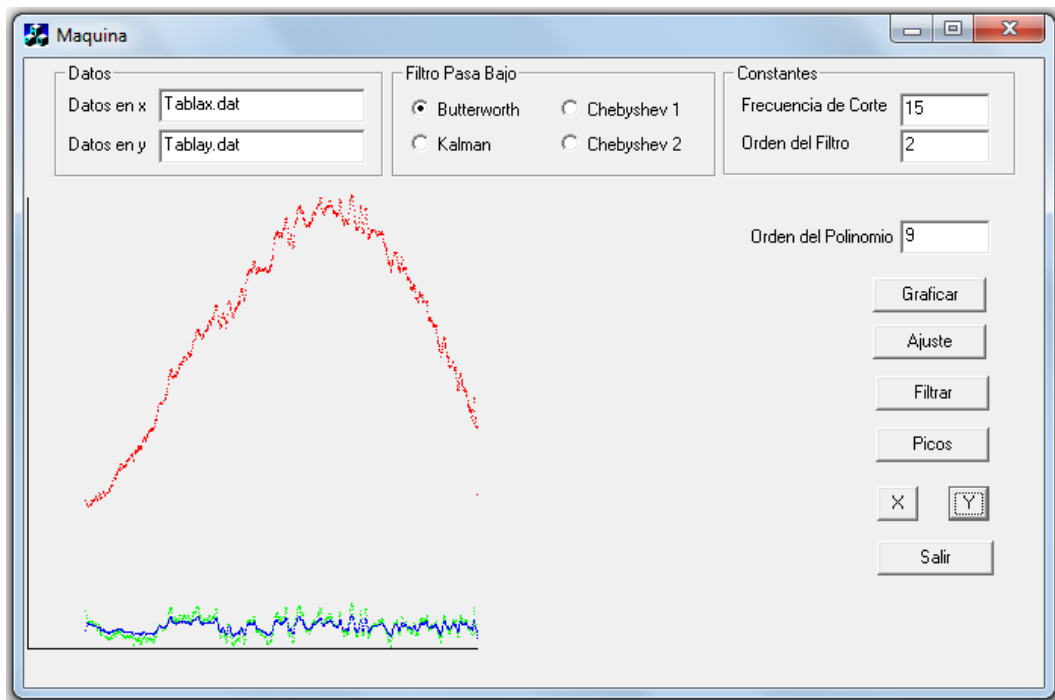 Maquina
Datos
Datos en x Tablax.dat
Datos en y Tablay.dat
Filtro Pasa Bajo
Butterworth Chebyshev 1
Kalman Chebyshev 2
Constantes
Frecuencia de Corte 15
Orden del Filtro 2
Orden del Polinomio 9
Graficar
Ajuste
Filtrar
Picos
X Y
Salir